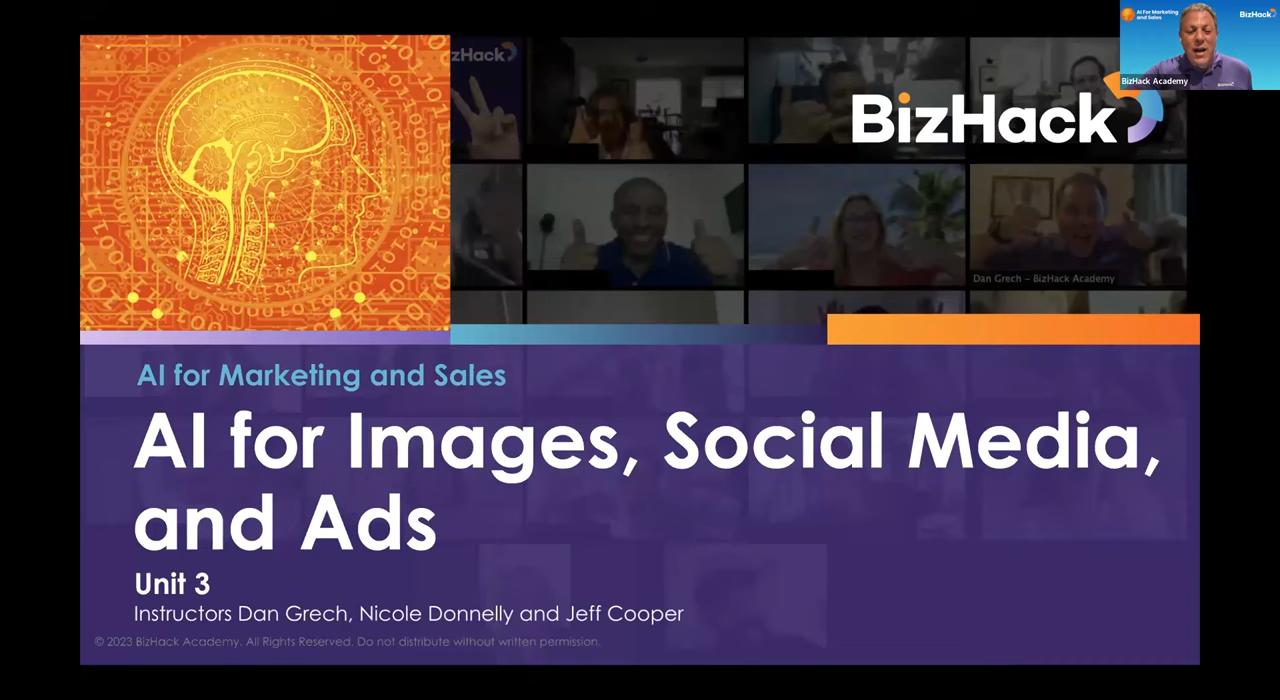 AI For Marketing
and Sales
BizHack
BizHack Academy
zHack
BizHack
Dan Grech – BizHack Academy
AI for Marketing and Sales
AI for Images, Social Media,
and Ads
Unit 3
Instructors Dan Grech, Nicole Donnelly and Jeff Cooper
© 2023 BizHack Academy. All Rights Reserved. Do not distribute without written permission.